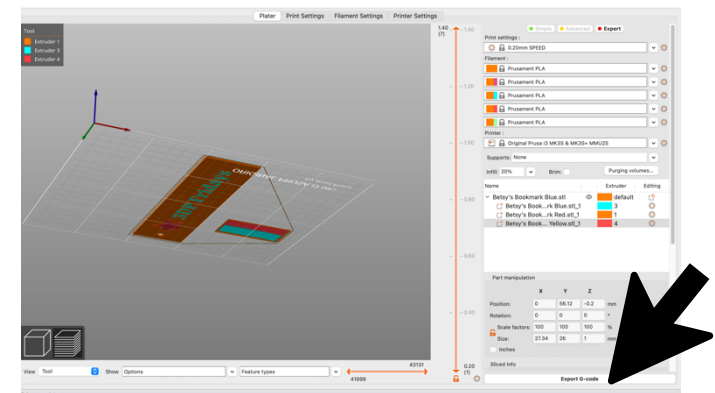 Plater Print Settings Filament Settings Printer Settings
Tool
Extruder 1
Extruder 3
Extruder 4
1.40
(7)
1.40
1.20
1.00
0.80
0.60
0.40
0.20
(1)
Simple Advanced Expert
Print settings :
0.20mm SPEED
Filament :
Prusament PLA
Prusament PLA
Prusament PLA
Prusament PLA
Prusament PLA
Printer :
Original Prusa i3 MK3S & MK3S+ MMU2S
Supports: None
Infill: 20% Brim: Purging volumes...
Name Extruder Editing
Betsy's Bookmark Blue.stl default
Betsy's Book...rk Blue.stl_1 3
Betsy's Book...rk Red.stl_1 1
Betsy's Book... Yellow.stl_1 4
Part manipulation
X Y Z
Position: 0 56.12 -0.2 mm
Rotation: 0 0 0 °
Scale factors: 100 100 100 %
Size: 27.34 26 1 mm
Inches
Sliced Info
Export G-code
View Tool Show Options Feature types
43131
41999